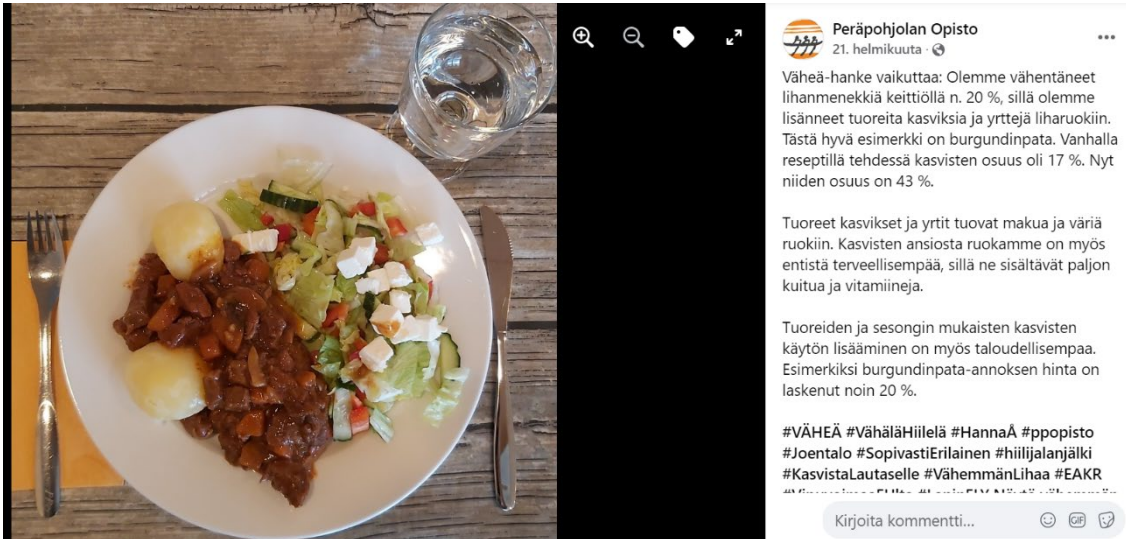 Peräpohjolan Opisto
21. helmikuuta ·
Väheä-hanke vaikuttaa: Olemme vähentäneet
lihanmenekkiä keittiöllä n. 20 %, sillä olemme
lisänneet tuoreita kasviksia ja yrttejä liharuokiin.
Tästä hyvä esimerkki on burgundinpata. Vanhalla
reseptillä tehdessä kasvisten osuus oli 17 %. Nyt
niiden osuus on 43 %.
Tuoreet kasvikset ja yrtit tuovat makua ja väriä
ruokiin. Kasvisten ansiosta ruokamme on myös
entistä terveellisempää, sillä ne sisältävät paljon
kuitua ja vitamiineja.
Tuoreiden ja sesongin mukaisten kasvisten
käytön lisääminen on myös taloudellisempaa.
Esimerkiksi burgundinpata-annoksen hinta on
laskenut noin 20 %.
#VÄHEÄ #VähäläHiilelä #HannaÅ #ppopisto
#Joentalo #SopivastiErilainen #hiilijalanjälki
#KasvistaLautaselle #VähemmänLihaa #EAKR
Kirjoita kommentti...
GIF